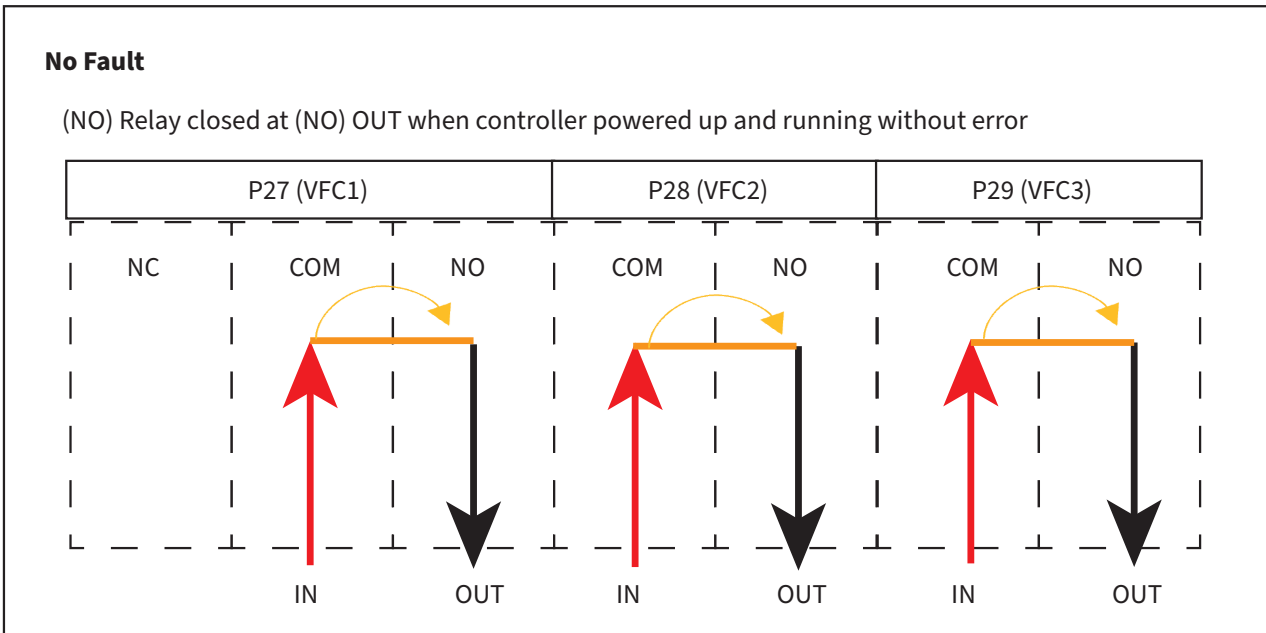 No Fault
(NO) Relay closed at (NO) OUT when controller powered up and running without error
P27 (VFC1) P28 (VFC2) P29 (VFC3)
NC COM NO COM NO COM NO
IN OUT IN OUT IN OUT